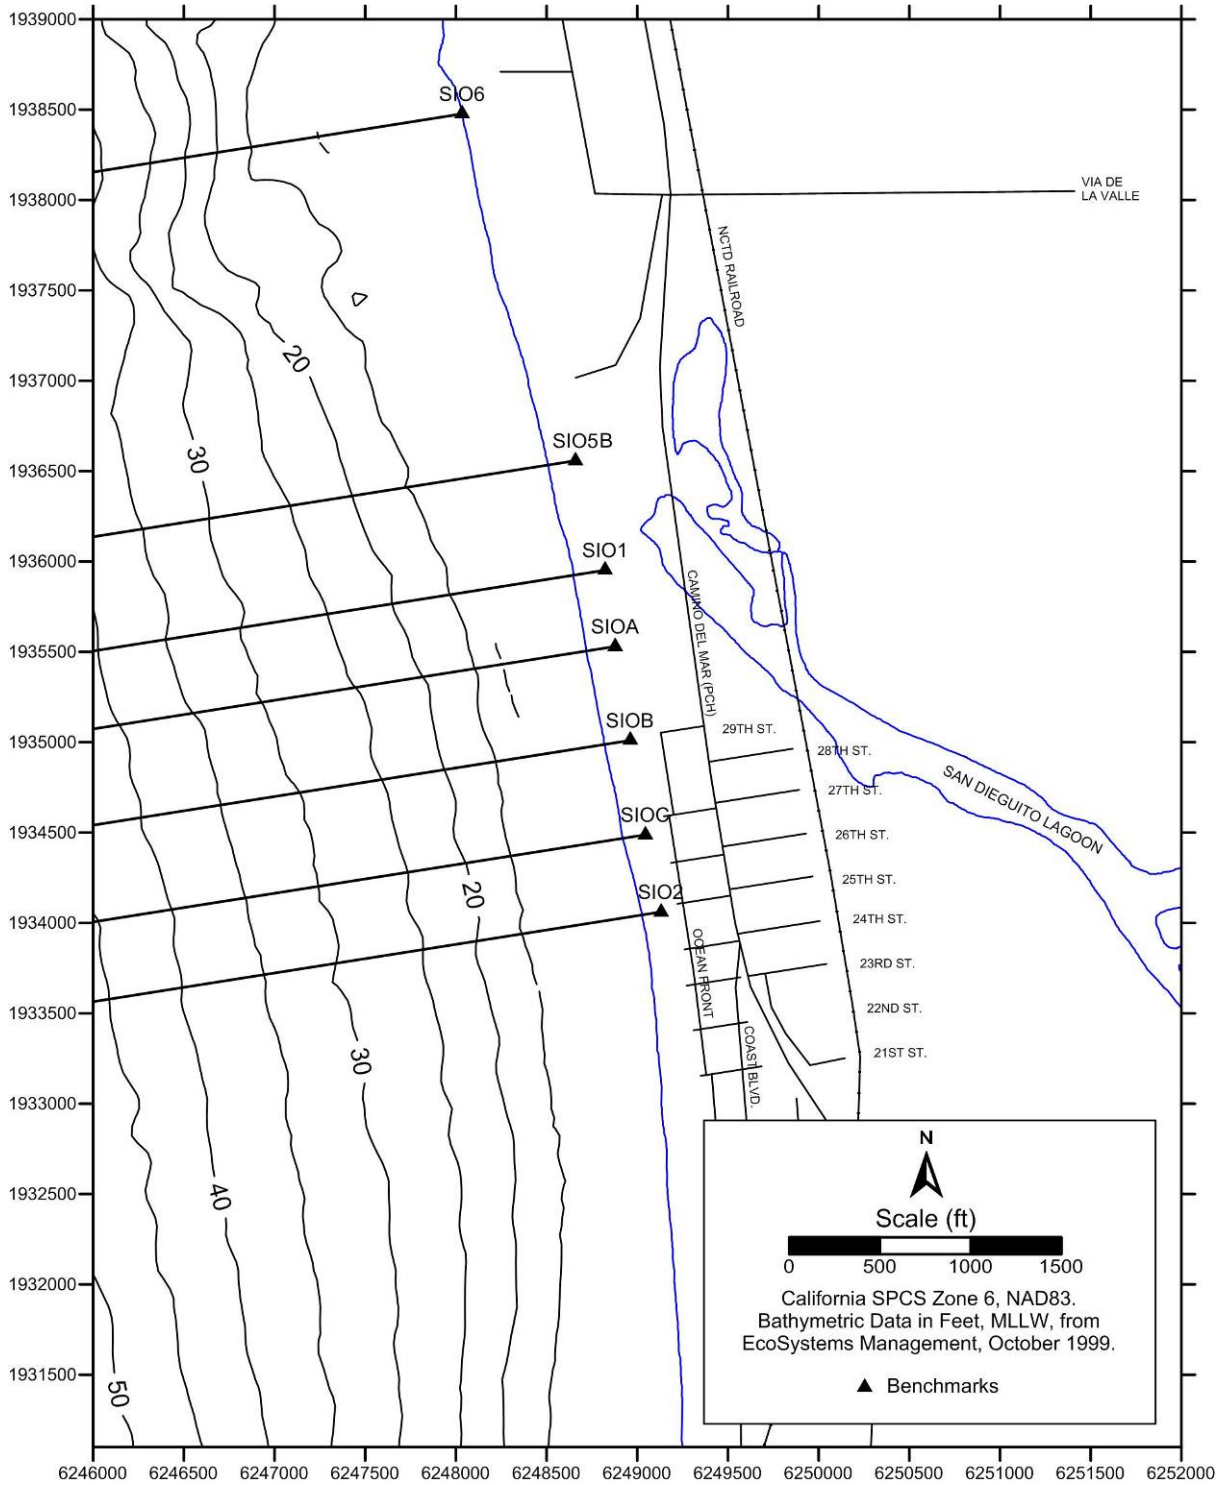 1939000
1938500
1938000
1937500
1937000
1936500
1936000
1935500
1935000
1934500
1934000
1933500
1933000
1932500
1932000
1931500
SIO6
VIA DE
LA VALLE
NCTD RAILROAD
20
30
SIO5B
SIO1
SIOA
CAMINO DEL MAR (PCH)
SIOB
29TH ST.
28TH ST.
27TH ST.
SAN DIEGUITO LAGOON
SIOC
26TH ST.
25TH ST.
20
SIO2
24TH ST.
OCEAN FRONT
23RD ST.
22ND ST.
21ST ST.
30
COAST BLVD.
40
50
N
Scale (ft)
0 500 1000 1500
California SPCS Zone 6, NAD83.
Bathymetric Data in Feet, MLLW, from
EcoSystems Management, October 1999.
Benchmarks
6246000 6246500 6247000 6247500 6248000 6248500 6249000 6249500 6250000 6250500 6251000 6251500 6252000